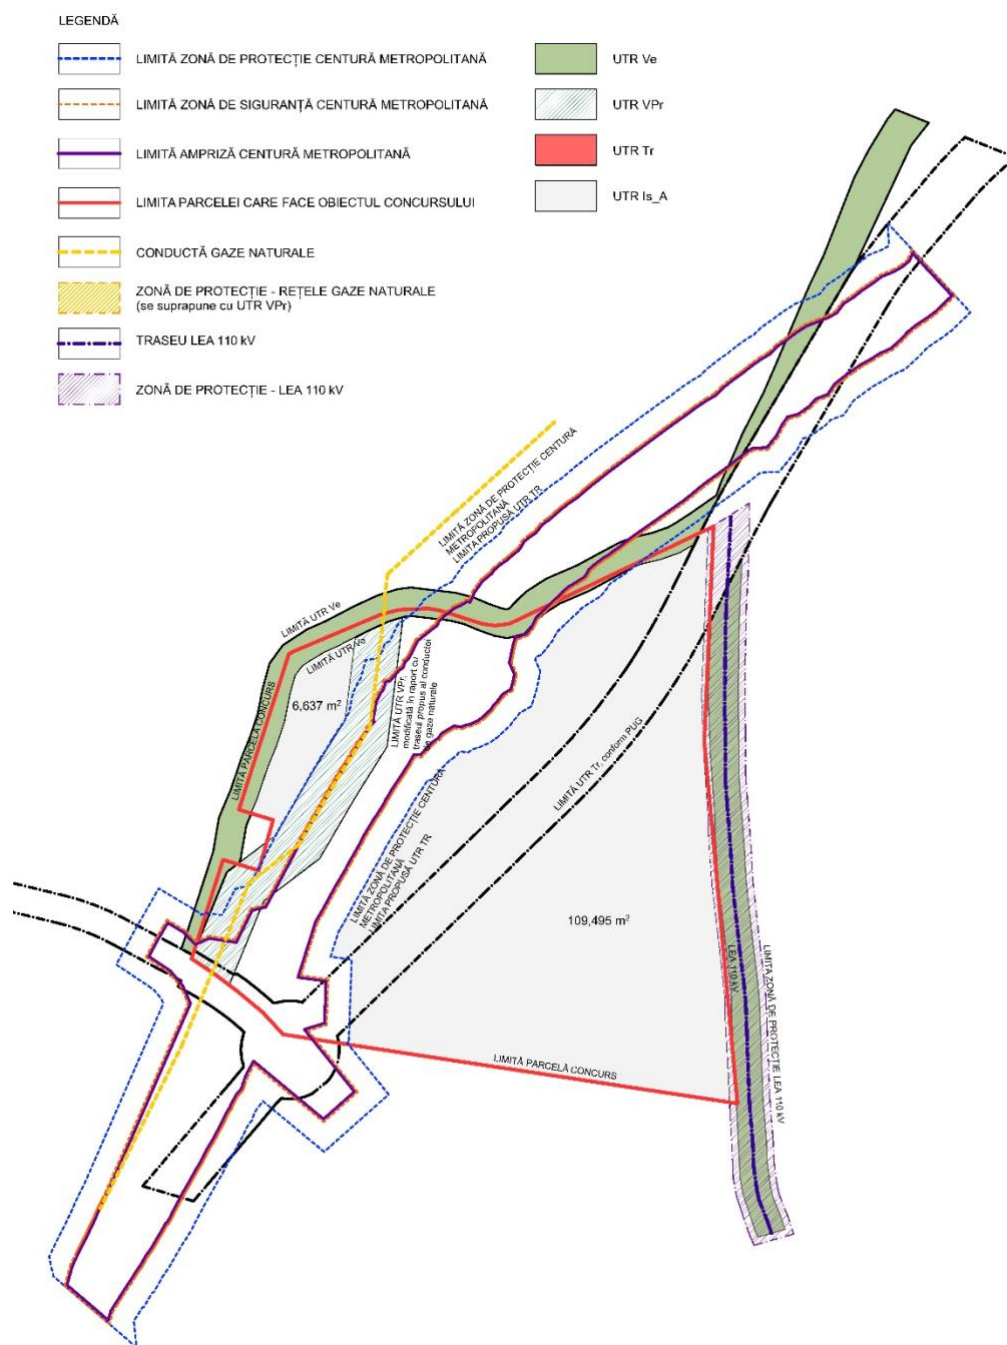 LEGENDĂ
LIMITĂ ZONĂ DE PROTECȚIE CENTURĂ METROPOLITANĂ
LIMITĂ ZONĂ DE SIGURANȚĂ CENTURĂ METROPOLITANĂ
LIMITĂ AMPRIZĂ CENTURĂ METROPOLITANĂ
LIMITA PARCELEI CARE FACE OBIECTUL CONCURSULUI
CONDUCTĂ GAZE NATURALE
ZONĂ DE PROTECȚIE - REȚELE GAZE NATURALE
(se suprapune cu UTR VPr)
TRASEU LEA 110 kV
ZONĂ DE PROTECȚIE - LEA 110 kV
UTR Ve
UTR VPr
UTR Tr
UTR Is_A
LIMITĂ ZONĂ DE PROTECȚIE CENTURĂ
METROPOLITANĂ
LIMITA PROPUSĂ UTR TR
LIMITĂ UTR Ve
LIMITĂ UTR Ve
6,637 m²
LIMITĂ PARCELĂ CONCURS
LIMITĂ UTR VPr,
modificată în raport cu
traseul propus al conductei
de gaze naturale
LIMITĂ ZONĂ DE PROTECȚIE CENTURĂ
METROPOLITANĂ
LIMITA PROPUSĂ UTR TR
LIMITĂ UTR Tr, conform PUG
109,495 m²
LEA 110 kV
LIMITA ZONĂ DE PROTECȚIE LEA 110 kV
LIMITĂ PARCELĂ CONCURS